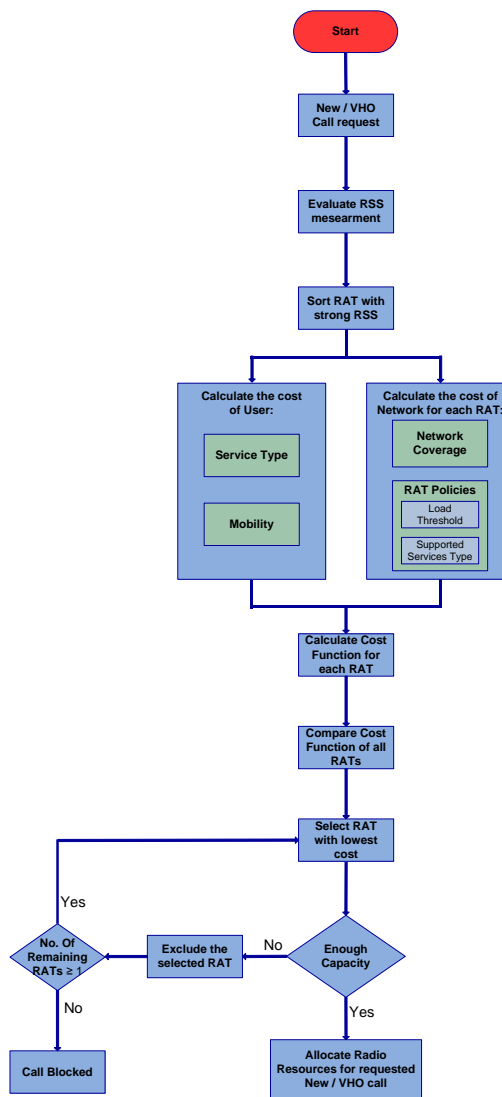 Start
New / VHO
Call request
Evaluate RSS
mesearment
Sort RAT with
strong RSS
Calculate the cost
of User:
Service Type
Mobility
Calculate the cost of
Network for each RAT:
Network
Coverage
RAT Policies
Load
Threshold
Supported
Services Type
Calculate Cost
Function for
each RAT
Compare Cost
Function of all
RATs
Select RAT
with lowest
cost
Enough
Capacity
No
Exclude the
selected RAT
No. Of
Remaining
RATs ≥ 1
Yes
No
Call Blocked
Yes
Allocate Radio
Resources for requested
New / VHO call